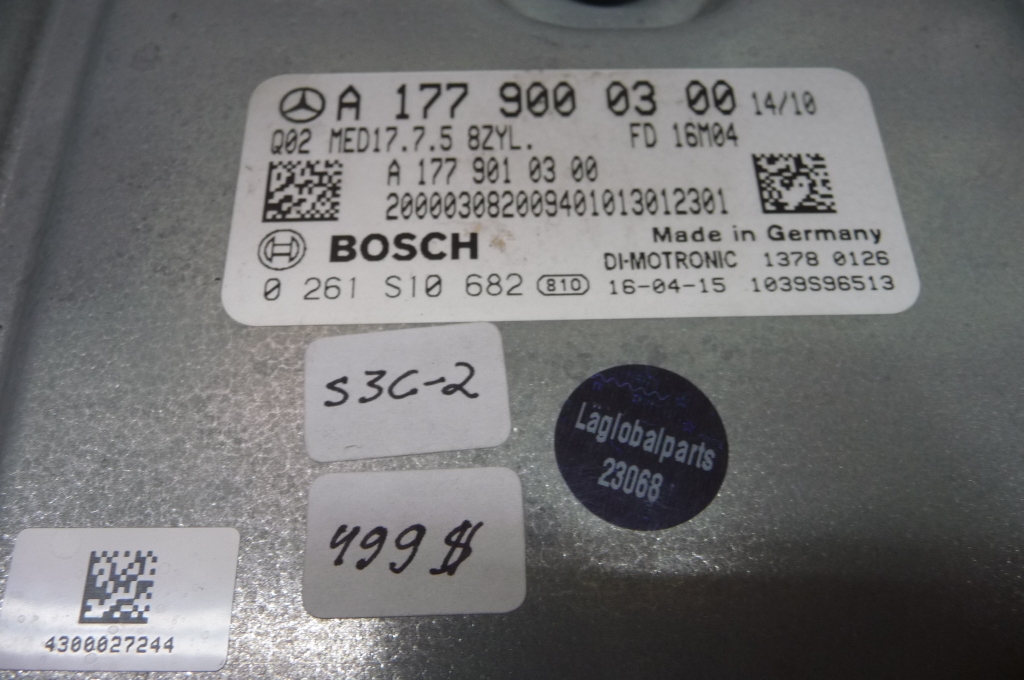 A 177 900 03 00 14/10
Q02 MED17.7.5 8ZYL. FD 16M04
A 177 901 03 00
200003082009401013012301
BOSCH
Made in Germany
DI-MOTRONIC 1378 0126
0 261 S10 682 810 16-04-15 1039S96513
S3C-2
Läglobalparts
23068
499$
4300027244